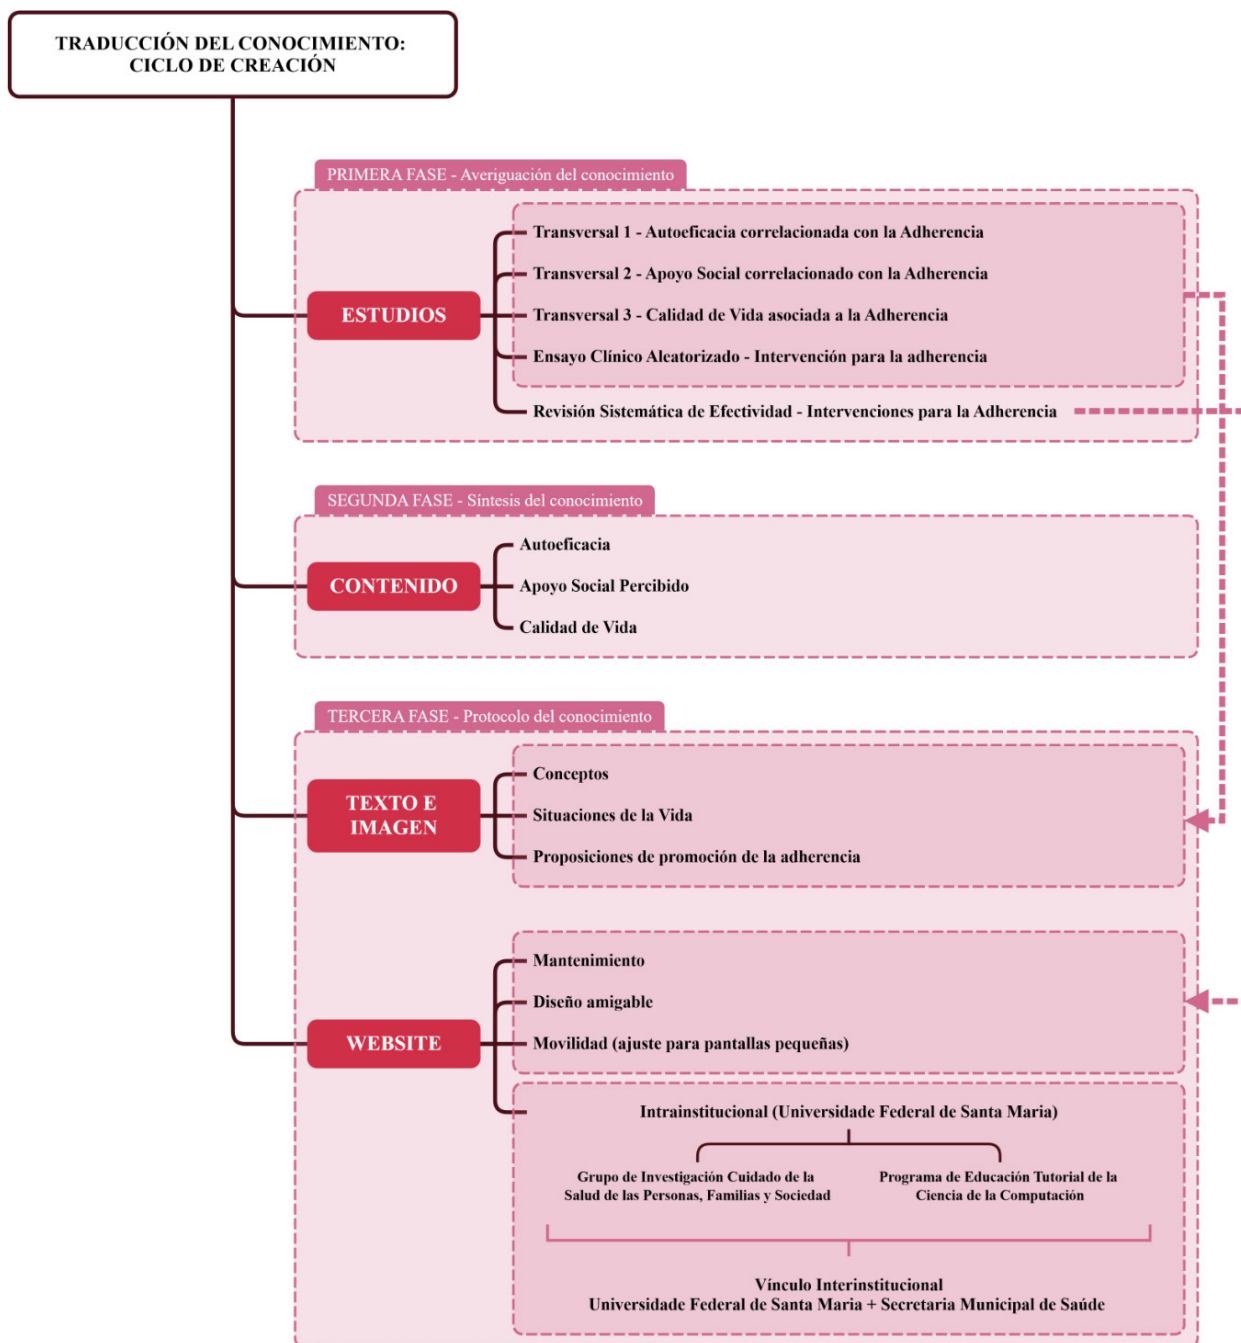 TRADUCCIÓN DEL CONOCIMIENTO:
CICLO DE CREACIÓN
PRIMERA FASE - Averiguación del conocimiento
ESTUDIOS
Transversal 1 - Autoeficacia correlacionada con la Adherencia
Transversal 2 - Apoyo Social correlacionado con la Adherencia
Transversal 3 - Calidad de Vida asociada a la Adherencia
Ensayo Clínico Aleatorizado - Intervención para la adherencia
Revisión Sistemática de Efectividad - Intervenciones para la Adherencia
SEGUNDA FASE - Síntesis del conocimiento
CONTENIDO
Autoeficacia
Apoyo Social Percibido
Calidad de Vida
TERCERA FASE - Protocolo del conocimiento
TEXTO E
IMAGEN
Conceptos
Situaciones de la Vida
Proposiciones de promoción de la adherencia
WEBSITE
Mantenimiento
Diseño amigable
Movilidad (ajuste para pantallas pequeñas)
Intrainstitucional (Universidade Federal de Santa Maria)
Grupo de Investigación Cuidado de la
Salud de las Personas, Familias y Sociedad
Programa de Educación Tutorial de la
Ciencia de la Computación
Vínculo Interinstitucional
Universidade Federal de Santa Maria + Secretaria Municipal de Saúde